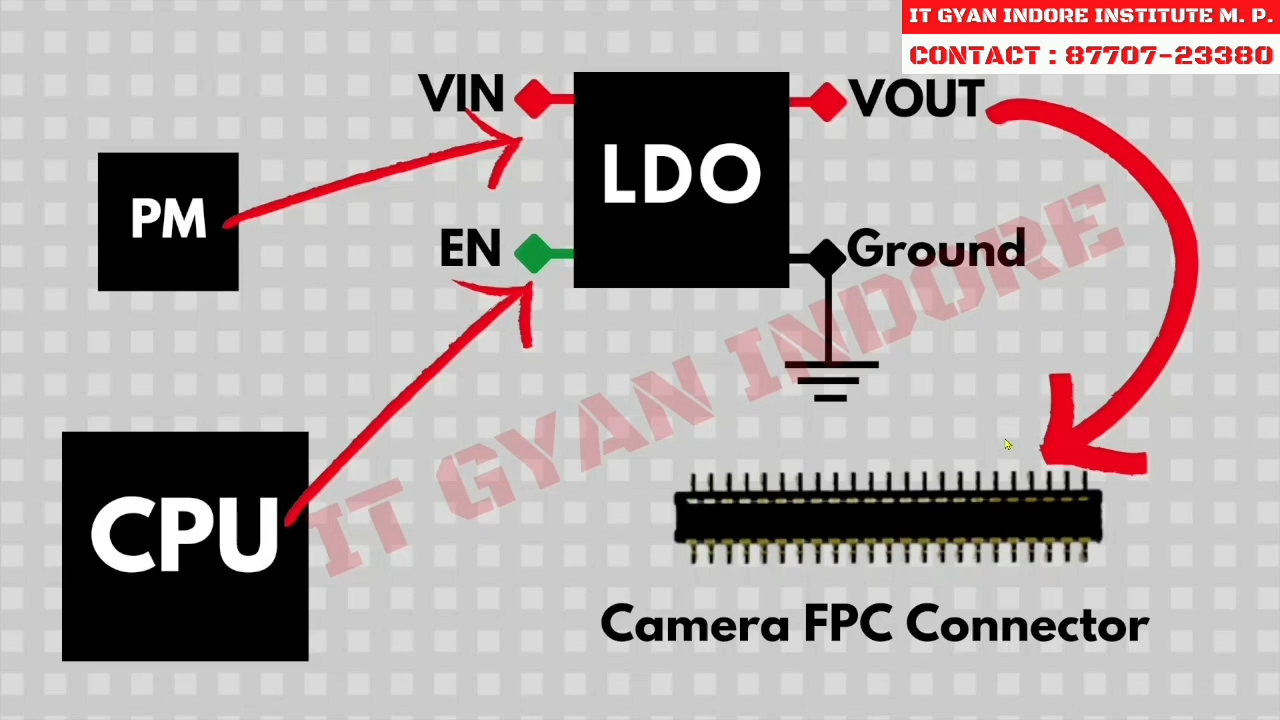 IT GYAN INDORE INSTITUTE M. P.
CONTACT : 87707-23380
VIN
VOUT
LDO
PM
EN
Ground
IT GYAN INDORE
CPU
Camera FPC Connector